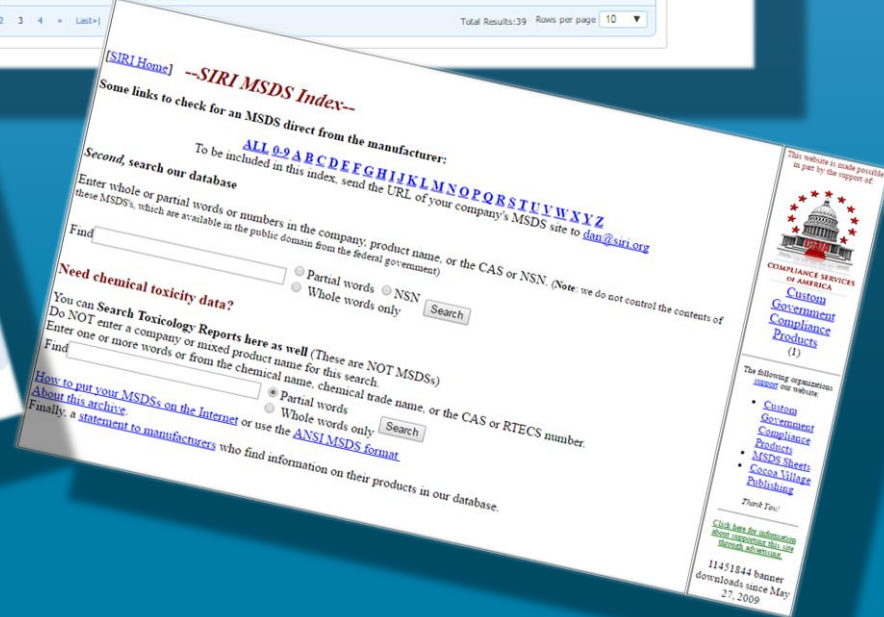 2 3 4 » Last»|
Total Results:39 Rows per page 10 ▼
[SIRI Home] --SIRI MSDS Index--
Some links to check for an MSDS direct from the manufacturer:
ALL 0-9 A B C D E F G H I J K L M N O P Q R S T U V W X Y Z
To be included in this index, send the URL of your company's MSDS site to dan@siri.org
Second, search our database
Enter whole or partial words or numbers in the company, product name, or the CAS or NSN. (Note: we do not control the contents of
these MSDS's, which are available in the public domain from the federal government)
Find
Partial words NSN
Whole words only Search
Need chemical toxicity data?
You can Search Toxicology Reports here as well (These are NOT MSDSs)
Do NOT enter a company or mixed product name for this search.
Enter one or more words or from the chemical name, chemical trade name, or the CAS or RTECS number.
Find
Partial words
Whole words only Search
How to put your MSDSs on the Internet or use the ANSI MSDS format
About this archive.
Finally, a statement to manufacturers who find information on their products in our database.
This website is made possible
in part by the support of:
COMPLIANCE SERVICES
OF AMERICA
Custom
Government
Compliance
Products
(1)
The following organizations
support our website:
• Custom
Government
Compliance
Products
• MSDS Sheets
• Cocoa Village
Publishing
Thank You!
Click here for information
about supporting this site
through advertising.
11451844 banner
downloads since May
27, 2009